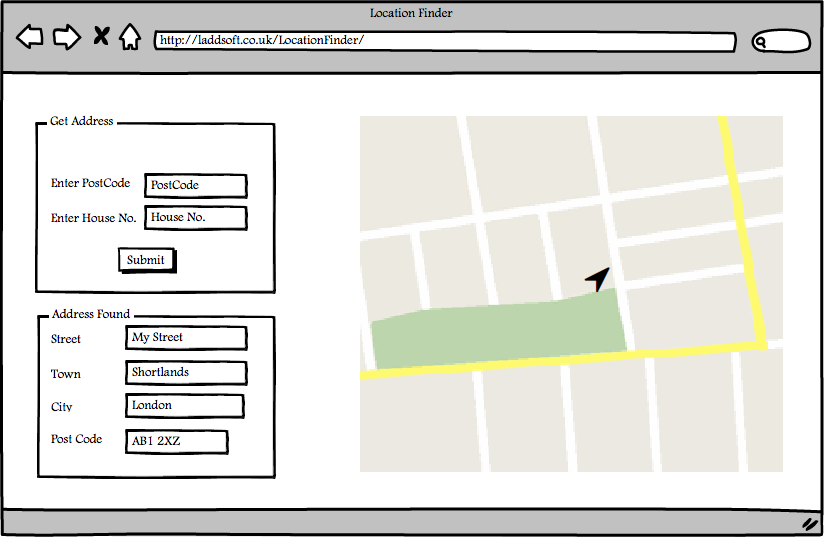 Location Finder
http://laddsoft.co.uk/LocationFinder/
Get Address
Enter PostCode PostCode
Enter House No. House No.
Submit
Address Found
Street My Street
Town Shortlands
City London
Post Code AB1 2XZ